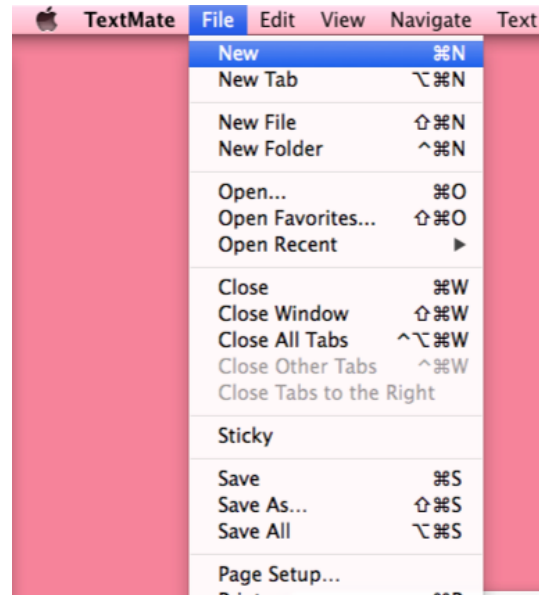 TextMate File Edit View Navigate Text
New ⌘N
New Tab ⌥⌘N
New File ⇧⌘N
New Folder ^⌘N
Open... ⌘O
Open Favorites... ⇧⌘O
Open Recent ▶
Close ⌘W
Close Window ⇧⌘W
Close All Tabs ^⌥⌘W
Close Other Tabs ^⌘W
Close Tabs to the Right
Sticky
Save ⌘S
Save As... ⇧⌘S
Save All ⌥⌘S
Page Setup...